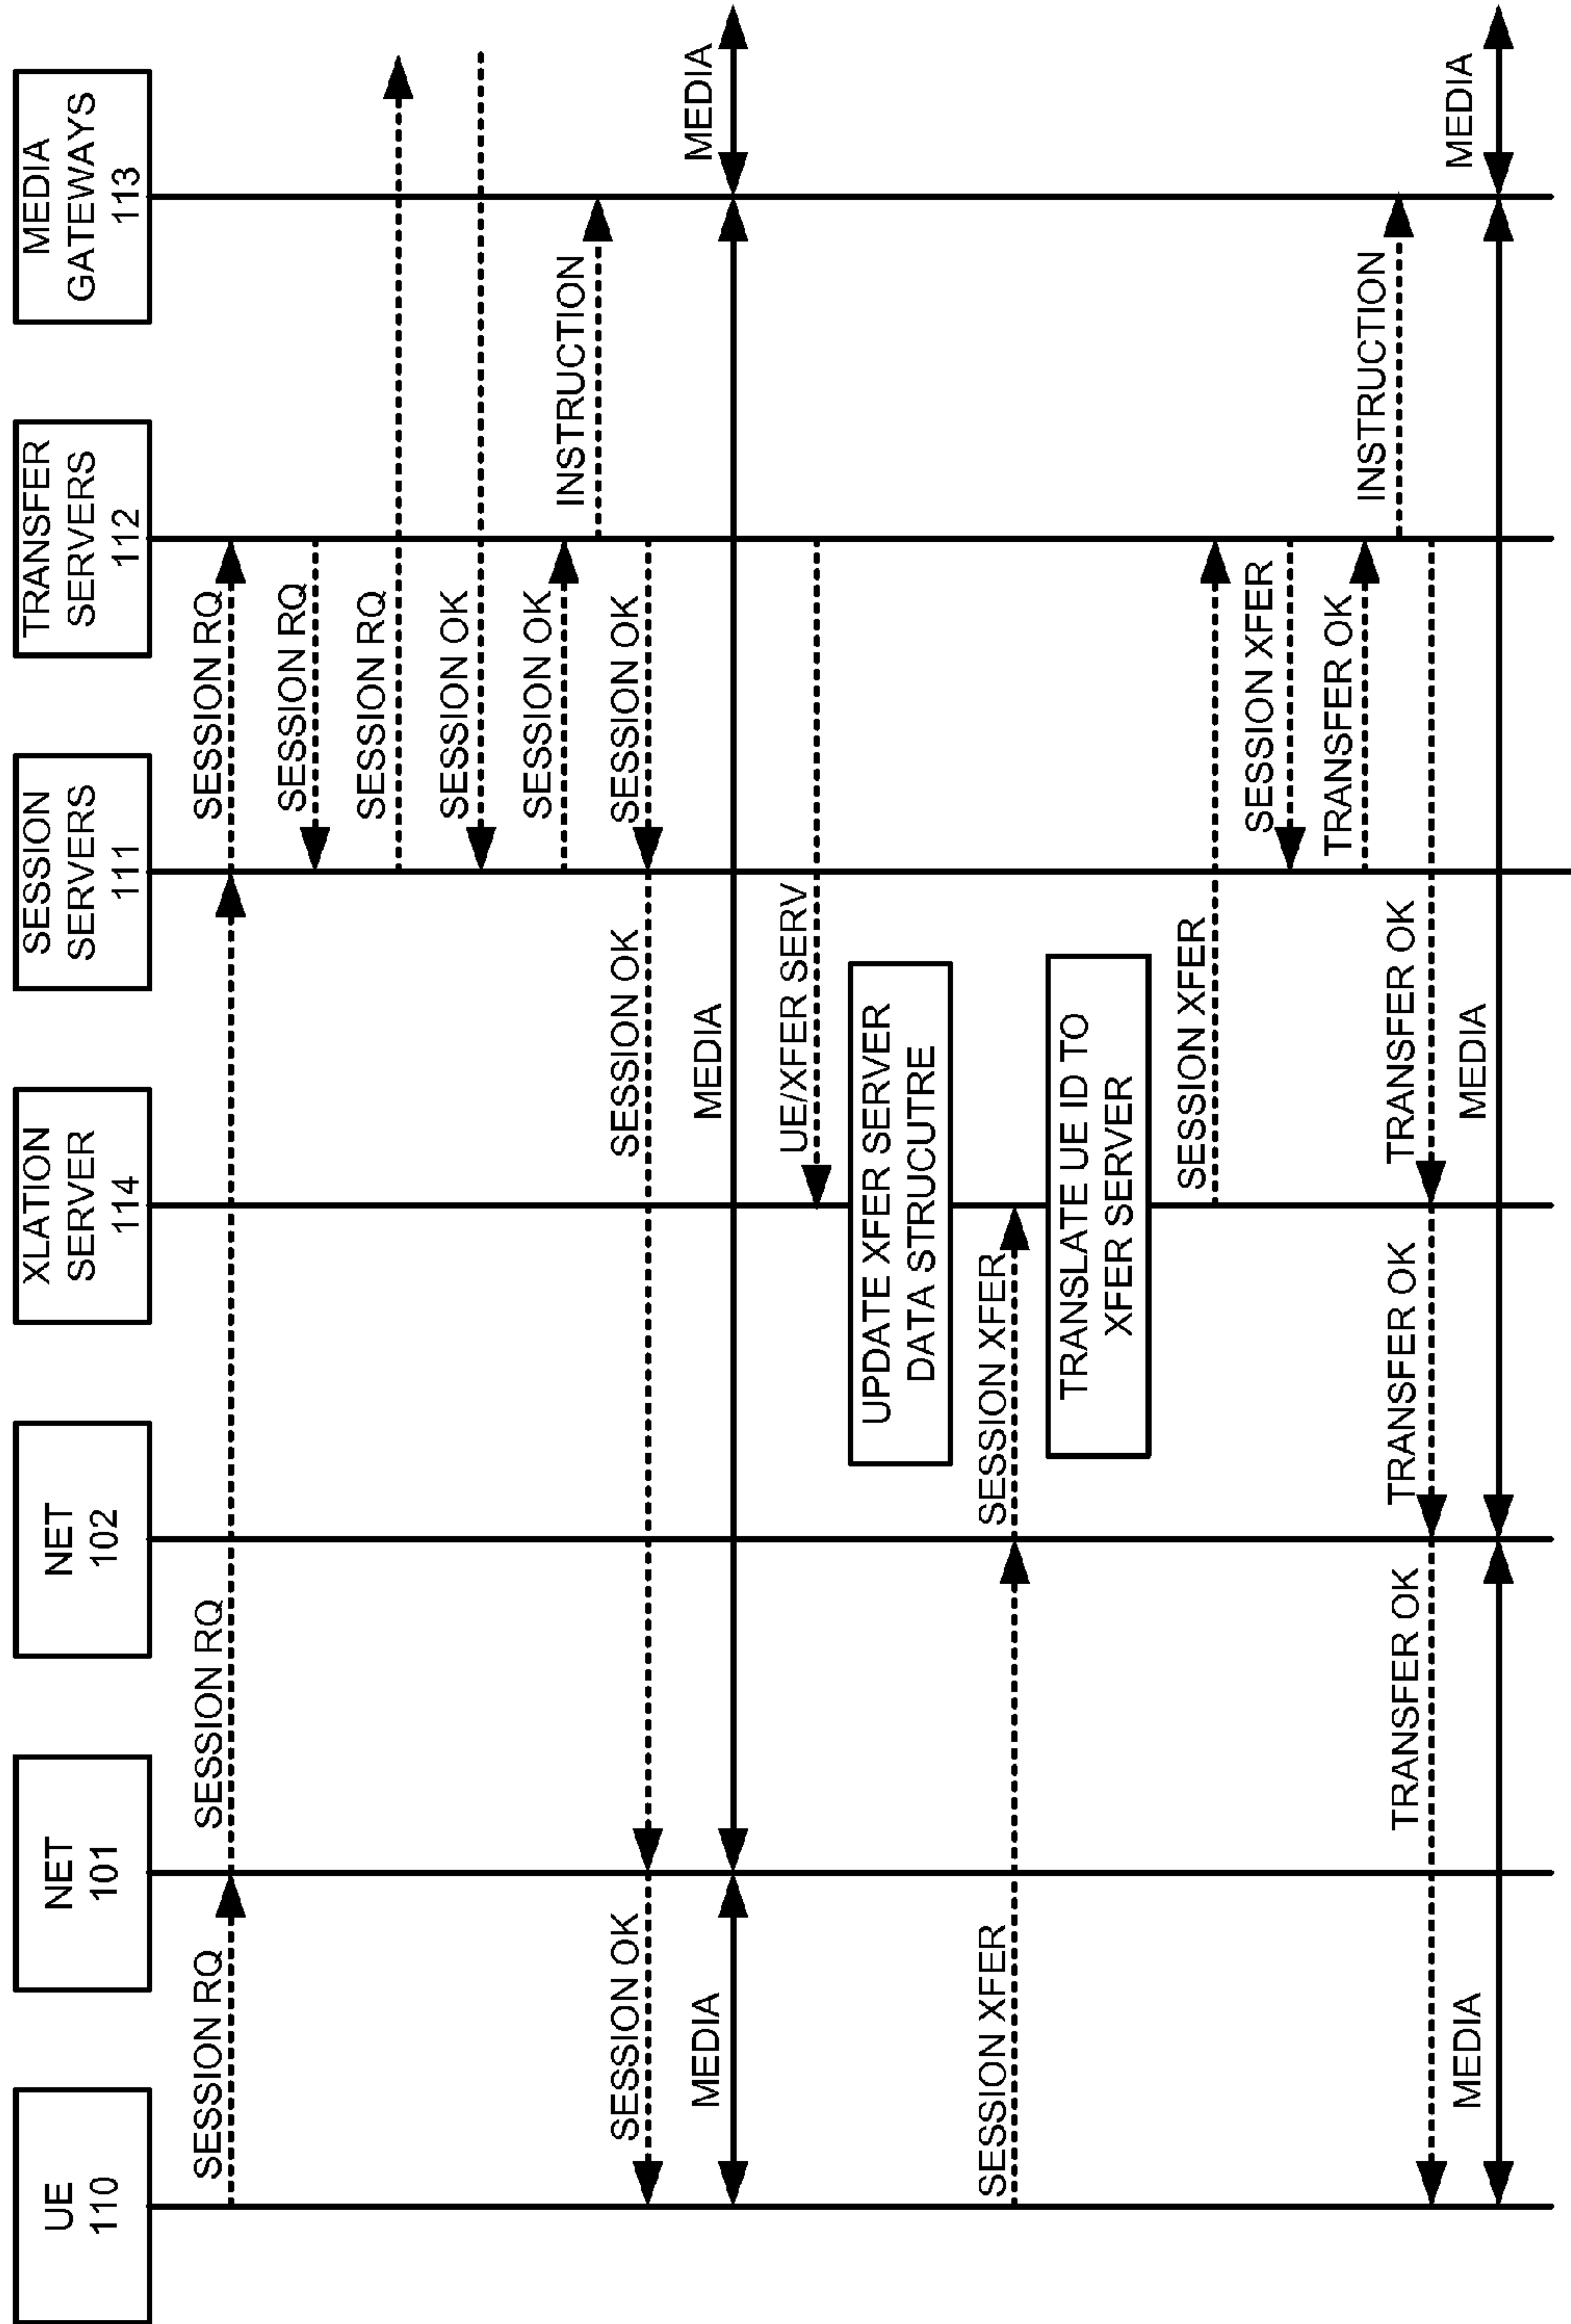 UE
110
NET
101
NET
102
XLATION
SERVER
114
SESSION
SERVERS
111
TRANSFER
SERVERS
112
MEDIA
GATEWAYS
113
SESSION RQ
SESSION RQ
SESSION RQ
SESSION RQ
SESSION RQ
SESSION OK
SESSION OK
INSTRUCTION
SESSION OK
SESSION OK
SESSION OK
MEDIA
MEDIA
MEDIA
UE/XFER SERV
UPDATE XFER SERVER
DATA STRUCUTRE
SESSION XFER
SESSION XFER
TRANSLATE UE ID TO
XFER SERVER
SESSION XFER
SESSION XFER
TRANSFER OK
INSTRUCTION
TRANSFER OK
TRANSFER OK
TRANSFER OK
MEDIA
MEDIA
MEDIA